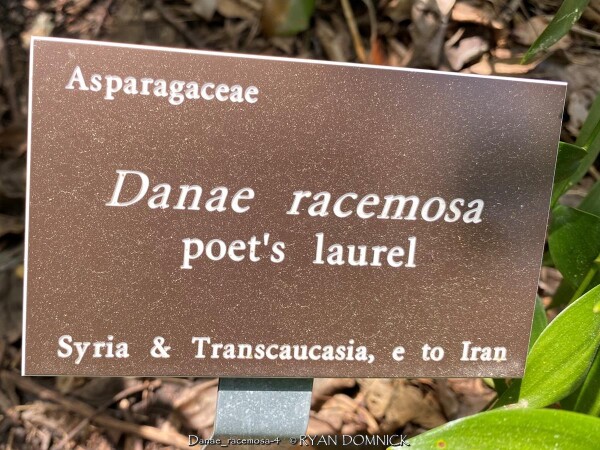 Asparagaceae
Danae racemosa
poet's laurel
Syria & Transcaucasia, e to Iran
Danae_racemosa-4 ©RYAN DOMNICK